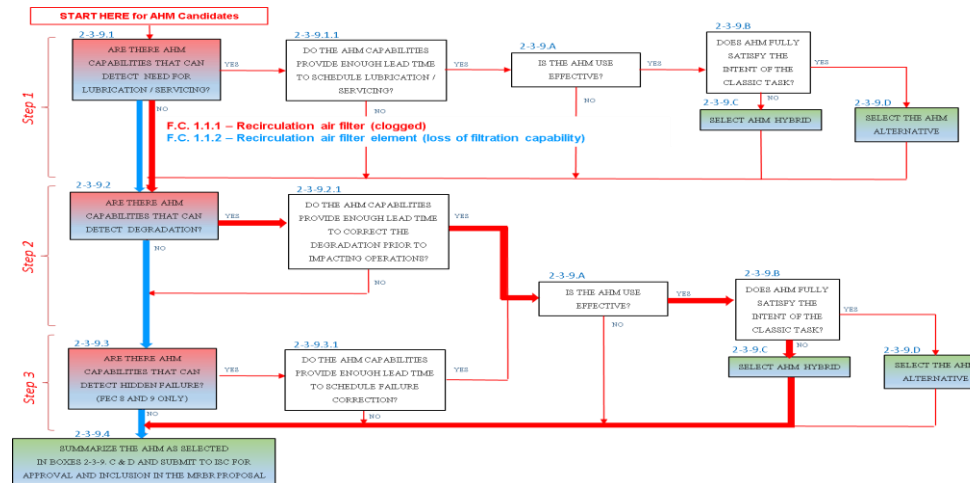 START HERE for AHM Candidates
Step 1
2-3-9.1
ARE THERE AHM
CAPABILITIES THAT CAN
DETECT NEED FOR
LUBRICATION / SERVICING?
YES
NO
2-3-9.1.1
DO THE AHM CAPABILITIES
PROVIDE ENOUGH LEAD TIME
TO SCHEDULE LUBRICATION /
SERVICING?
YES
NO
2-3-9.A
IS THE AHM USE
EFFECTIVE?
YES
NO
2-3-9.B
DOES AHM FULLY
SATISFY THE
INTENT OF THE
CLASSIC TASK?
YES
NO
2-3-9.C
SELECT AHM HYBRID
2-3-9.D
SELECT THE AHM
ALTERNATIVE
F.C. 1.1.1 – Recirculation air filter (clogged)
F.C. 1.1.2 – Recirculation air filter element (loss of filtration capability)
Step 2
2-3-9.2
ARE THERE AHM
CAPABILITIES THAT CAN
DETECT DEGRADATION?
YES
NO
2-3-9.2.1
DO THE AHM CAPABILITIES
PROVIDE ENOUGH LEAD TIME
TO CORRECT THE
DEGRADATION PRIOR TO
IMPACTING OPERATIONS?
YES
NO
2-3-9.A
IS THE AHM USE
EFFECTIVE?
YES
NO
2-3-9.B
DOES AHM FULLY
SATISFY THE
INTENT OF THE
CLASSIC TASK?
YES
NO
2-3-9.C
SELECT AHM HYBRID
2-3-9.D
SELECT THE AHM
ALTERNATIVE
Step 3
2-3-9.3
ARE THERE AHM
CAPABILITIES THAT CAN
DETECT HIDDEN FAILURE?
(FEC 8 AND 9 ONLY)
YES
NO
2-3-9.3.1
DO THE AHM CAPABILITIES
PROVIDE ENOUGH LEAD TIME
TO SCHEDULE FAILURE
CORRECTION?
YES
NO
2-3-9.4
SUMMARIZE THE AHM AS SELECTED
IN BOXES 2-3-9. C & D AND SUBMIT TO ISC FOR
APPROVAL AND INCLUSION IN THE MRBR PROPOSAL